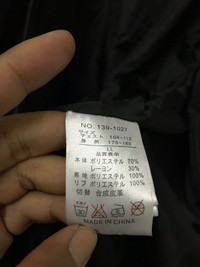 NO. 139-1027
サイズ
チェスト 104-112
身長 175-185
LL
品質表示
本体 ポリエステル 70%
レーヨン 30%
裏地 ポリエステル 100%
リブ ポリエステル 100%
切替 合成皮革
MADE IN CHINA